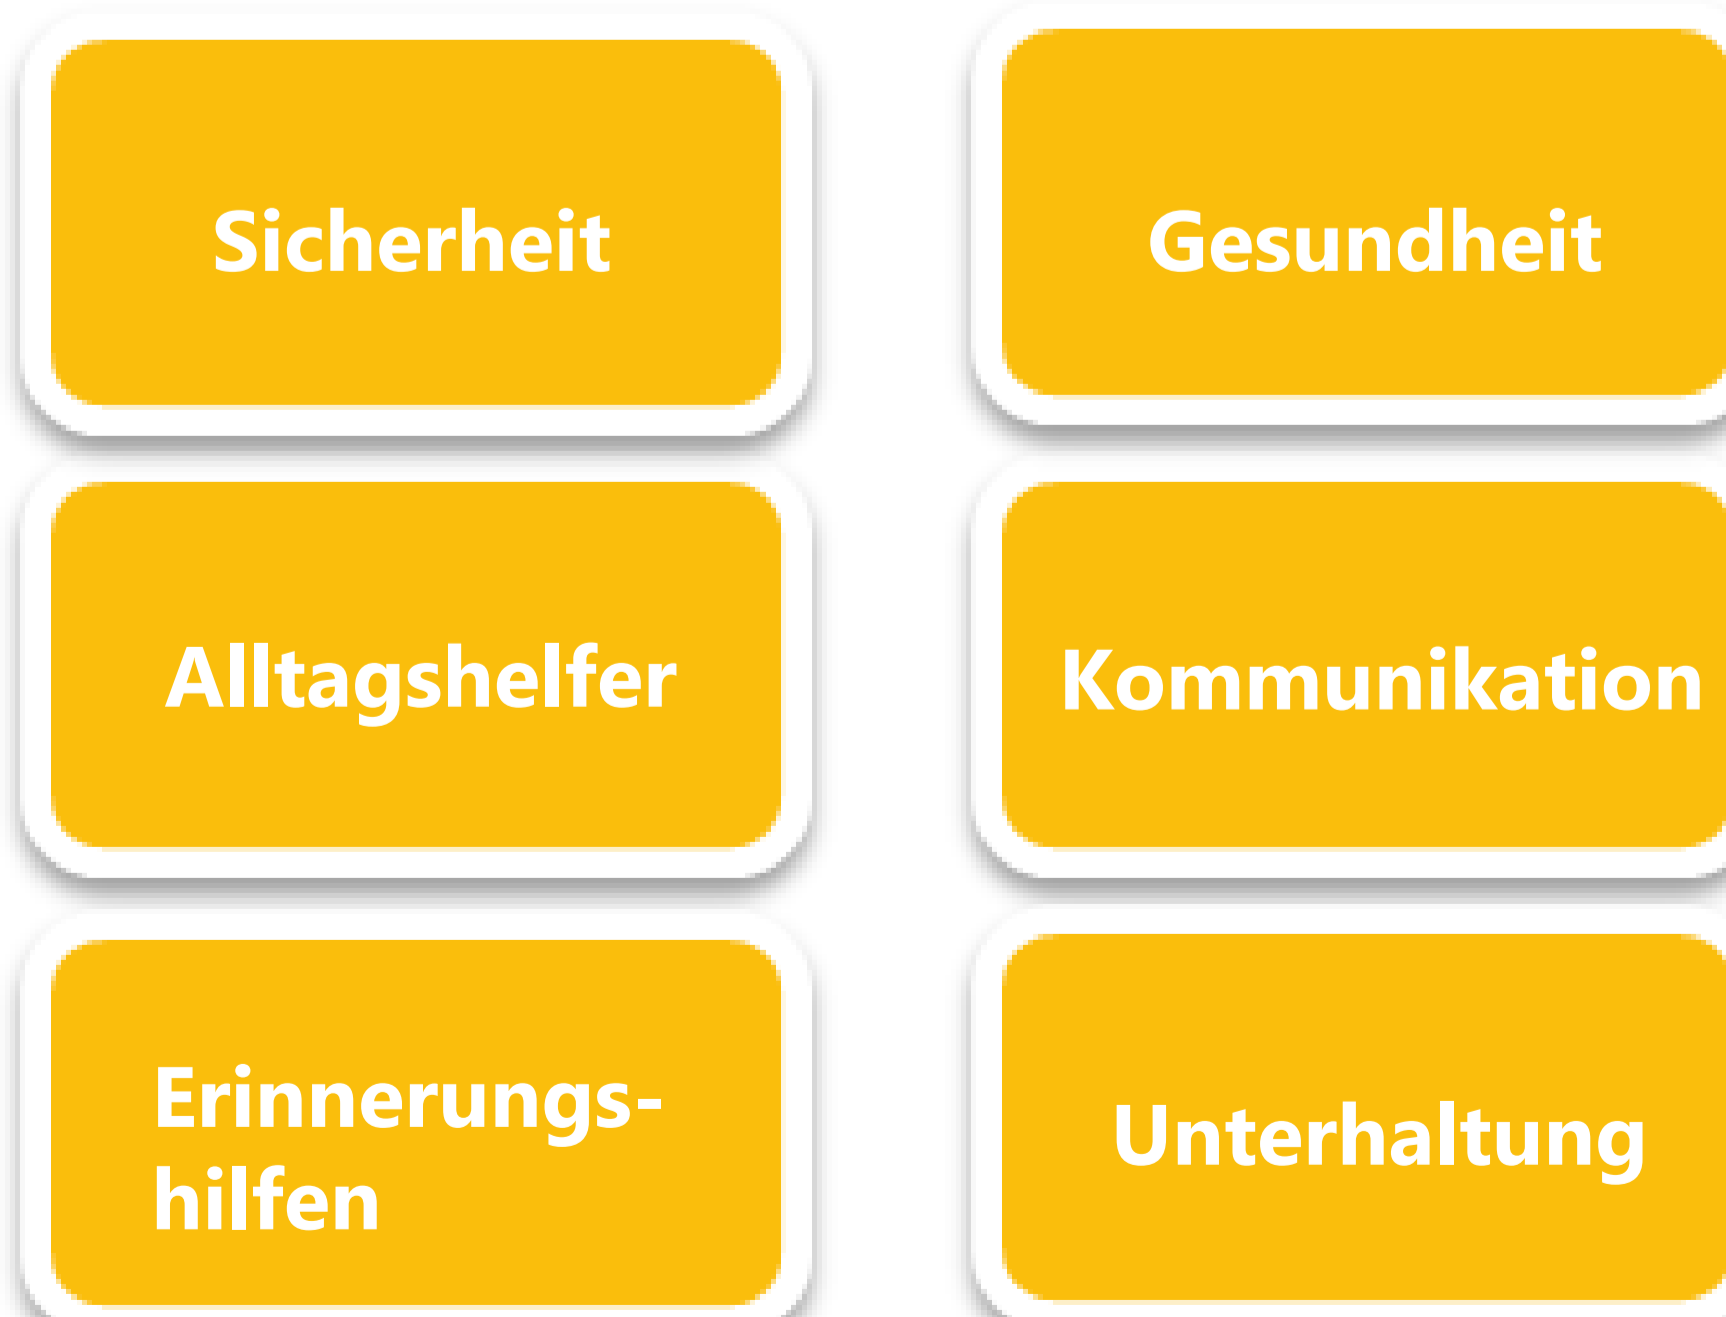 Sicherheit
Gesundheit
Alltagshelfer
Kommunikation
Erinnerungs-
hilfen
Unterhaltung